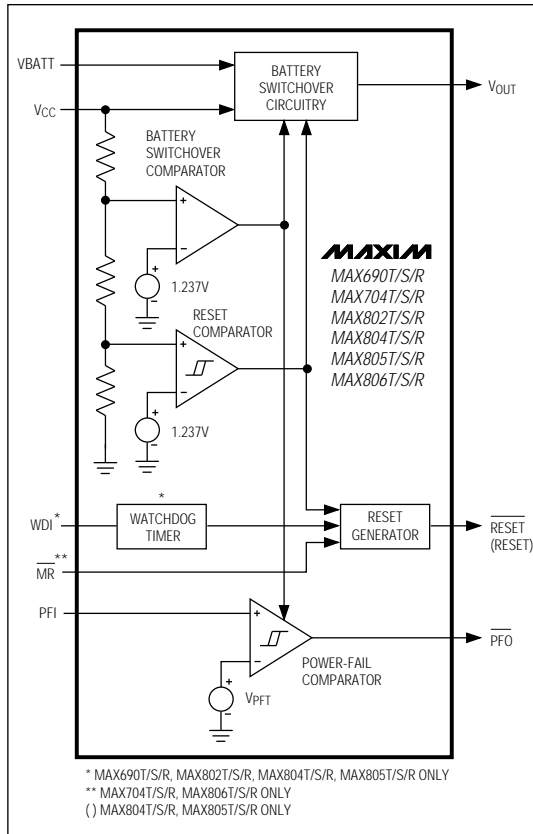 VBATT
VCC
BATTERY
SWITCHOVER
CIRCUITRY
VOUT
BATTERY
SWITCHOVER
COMPARATOR
+
−
+
−
1.237V
MAXIM
MAX690T/S/R
MAX704T/S/R
MAX802T/S/R
MAX804T/S/R
MAX805T/S/R
MAX806T/S/R
RESET
COMPARATOR
+
−
+
−
1.237V
*
WDI*
WATCHDOG
TIMER
RESET
GENERATOR
RESET
(RESET)
MR**
PFI
+
−
PFO
POWER-FAIL
COMPARATOR
+
−
VPFT
* MAX690T/S/R, MAX802T/S/R, MAX804T/S/R, MAX805T/S/R ONLY
** MAX704T/S/R, MAX806T/S/R ONLY
( ) MAX804T/S/R, MAX805T/S/R ONLY